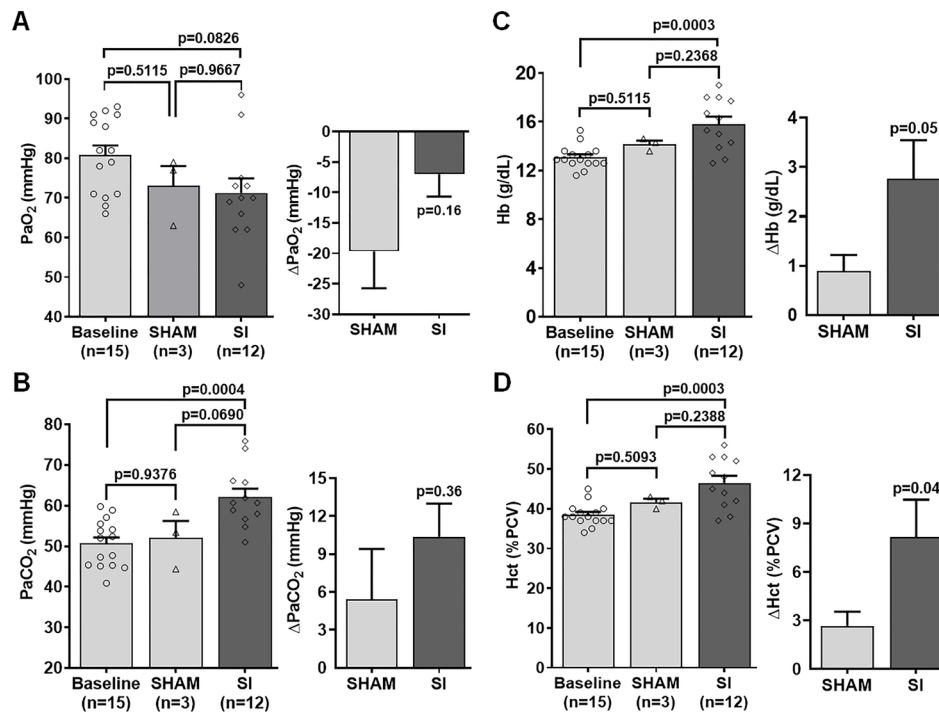 A
p=0.0826
p=0.5115
p=0.9667
100
90
80
70
60
50
40
PaO2 (mmHg)
Baseline
(n=15)
SHAM
(n=3)
SI
(n=12)
0
-5
-10
-15
-20
-25
-30
ΔPaO2 (mmHg)
p=0.16
SHAM
SI
B
p=0.0004
p=0.0690
p=0.9376
80
70
60
50
40
30
20
PaCO2 (mmHg)
Baseline
(n=15)
SHAM
(n=3)
SI
(n=12)
15
12
9
6
3
0
ΔPaCO2 (mmHg)
p=0.36
SHAM
SI
C
p=0.0003
p=0.2368
p=0.5115
20
16
12
8
4
0
Hb (g/dL)
Baseline
(n=15)
SHAM
(n=3)
SI
(n=12)
4
3
2
1
0
ΔHb (g/dL)
p=0.05
SHAM
SI
D
p=0.0003
p=0.2388
p=0.5093
60
50
40
30
20
10
0
Hct (%PCV)
Baseline
(n=15)
SHAM
(n=3)
SI
(n=12)
12
9
6
3
0
ΔHct (%PCV)
p=0.04
SHAM
SI